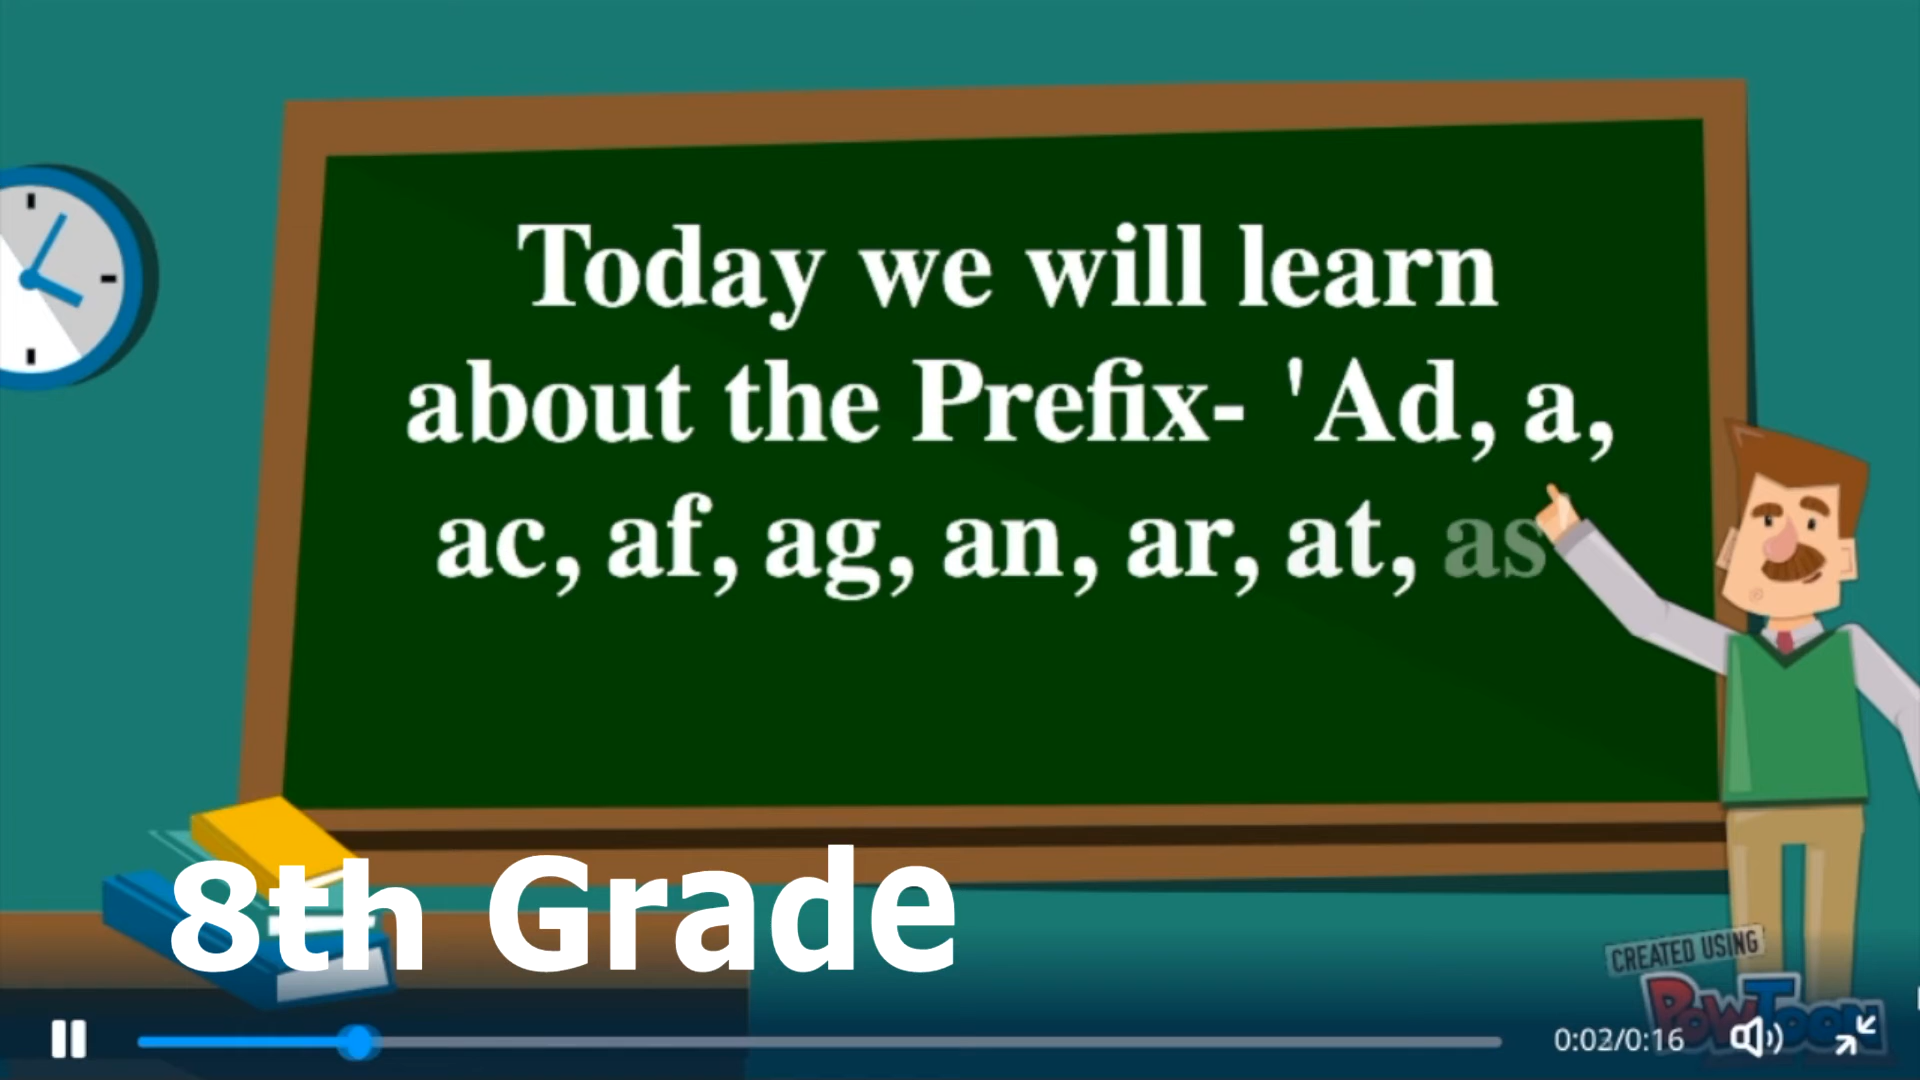 Today we will learn
about the Prefix- 'Ad, a,
ac, af, ag, an, ar, at, as
8th Grade
CREATED USING
PowToon
0:02/0:16